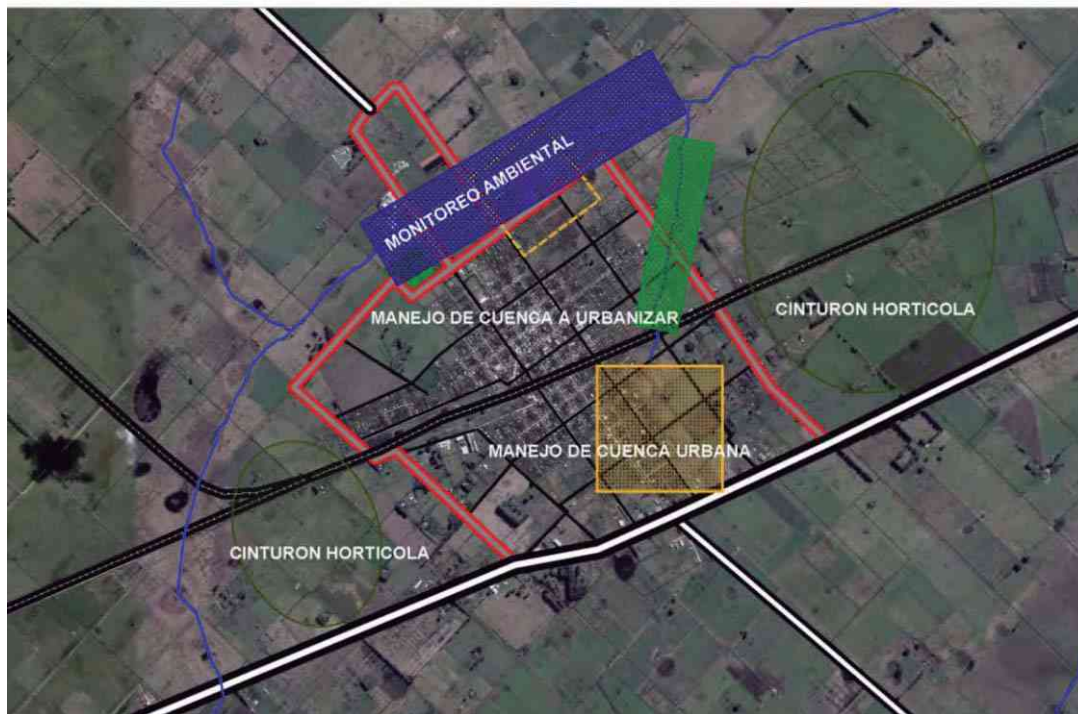 MONITOREO AMBIENTAL
MANEJO DE CUENCA A URBANIZAR
CINTURON HORTICOLA
MANEJO DE CUENCA URBANA
CINTURON HORTICOLA